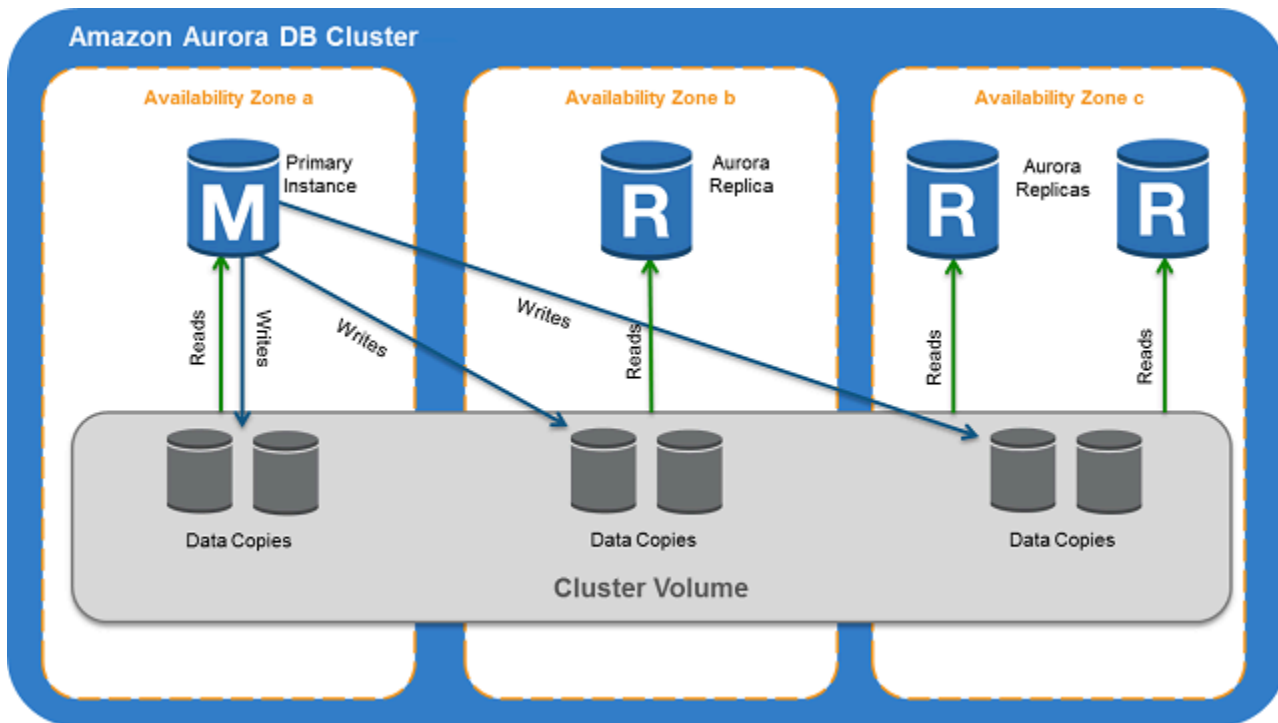 Amazon Aurora DB Cluster
Availability Zone a
Availability Zone b
Availability Zone c
M
Primary
Instance
R
Aurora
Replica
R
Aurora
Replicas
R
Reads
Writes
Writes
Writes
Reads
Reads
Reads
Data Copies
Data Copies
Data Copies
Cluster Volume